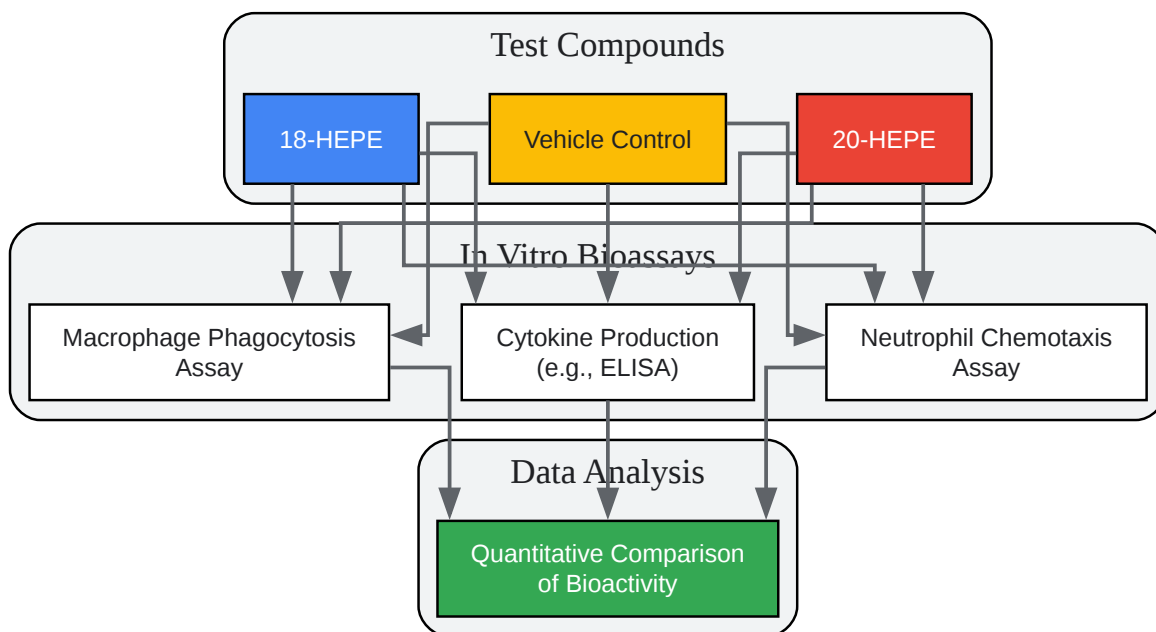 Test Compounds
18-HEPE
Vehicle Control
20-HEPE
In Vitro Bioassays
Macrophage Phagocytosis
Assay
Cytokine Production
(e.g., ELISA)
Neutrophil Chemotaxis
Assay
Data Analysis
Quantitative Comparison
of Bioactivity